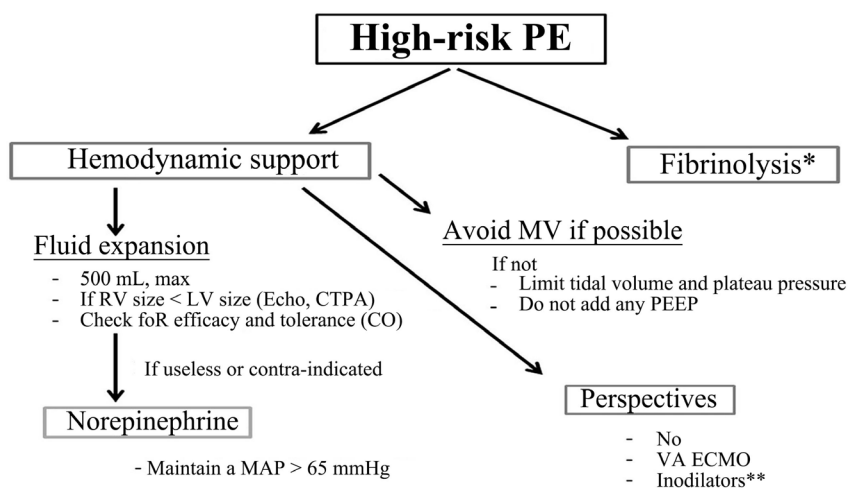 High-risk PE
Hemodynamic support
Fibrinolysis*
Fluid expansion
- 500 mL, max
- If RV size < LV size (Echo, CTPA)
- Check foR efficacy and tolerance (CO)
If useless or contra-indicated
Norepinephrine
- Maintain a MAP > 65 mmHg
Avoid MV if possible
If not
- Limit tidal volume and plateau pressure
- Do not add any PEEP
Perspectives
- No
- VA ECMO
- Inodilators**